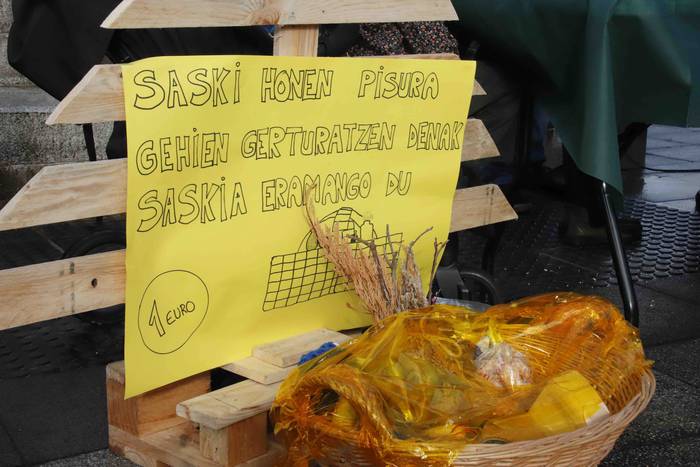 SASKI HONEN PISURA
GEHIEN GERTURATZEN DENAK
SASKIA ERAMANGO DU
1 EURO